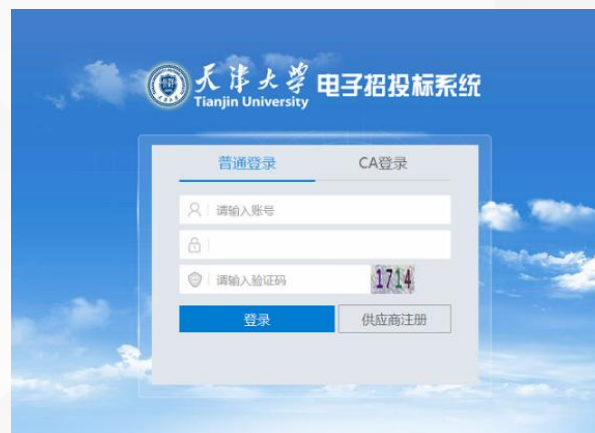 天津大学 电子招投标系统
Tianjin University
普通登录 CA登录
请输入账号
请输入验证码 1714
登录 供应商注册